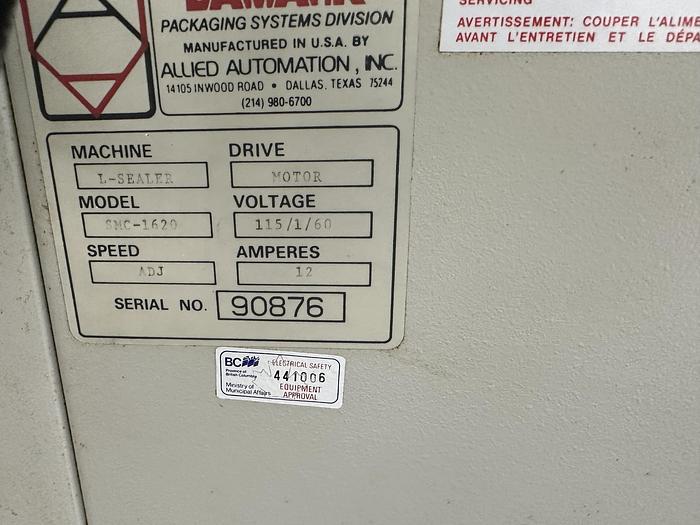 DAMARK
PACKAGING SYSTEMS DIVISION
MANUFACTURED IN U.S.A. BY
ALLIED AUTOMATION, INC.
14105 INWOOD ROAD • DALLAS, TEXAS 75244
(214) 980-6700
MACHINE DRIVE
L-SEALER MOTOR
MODEL VOLTAGE
SMC-1620 115/1/60
SPEED AMPERES
ADJ 12
SERIAL NO. 90876
BC ELECTRICAL SAFETY
Province of
British Columbia
441006
Ministry of
Municipal Affairs
EQUIPMENT
APPROVAL
SERVICING
AVERTISSEMENT: COUPER L'ALIME
AVANT L'ENTRETIEN ET LE DÉPA